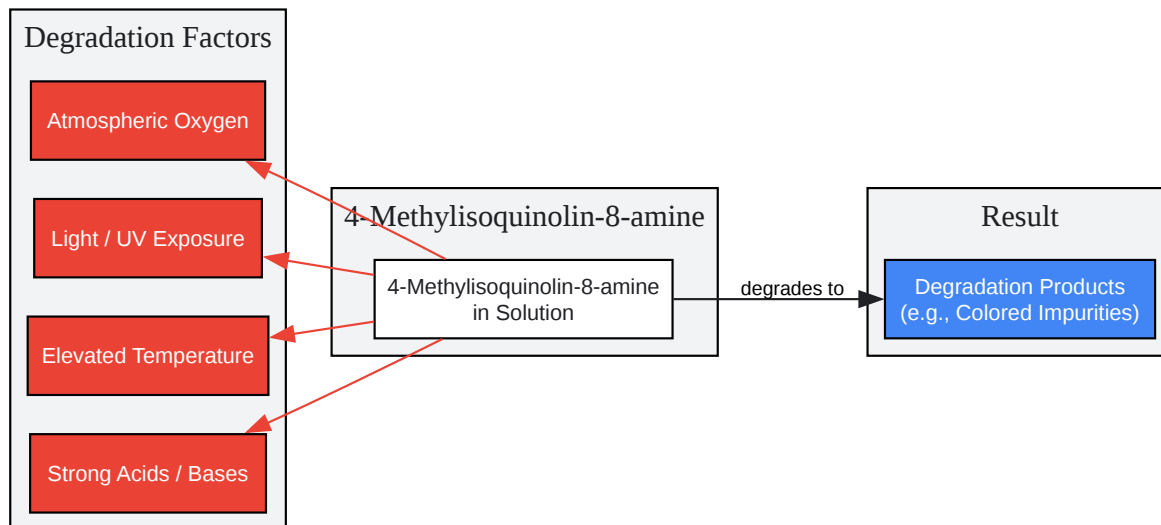 Degradation Factors
Atmospheric Oxygen
Light / UV Exposure
Elevated Temperature
Strong Acids / Bases
4-Methylisoquinolin-8-amine
4-Methylisoquinolin-8-amine
in Solution
degrades to
Result
Degradation Products
(e.g., Colored Impurities)